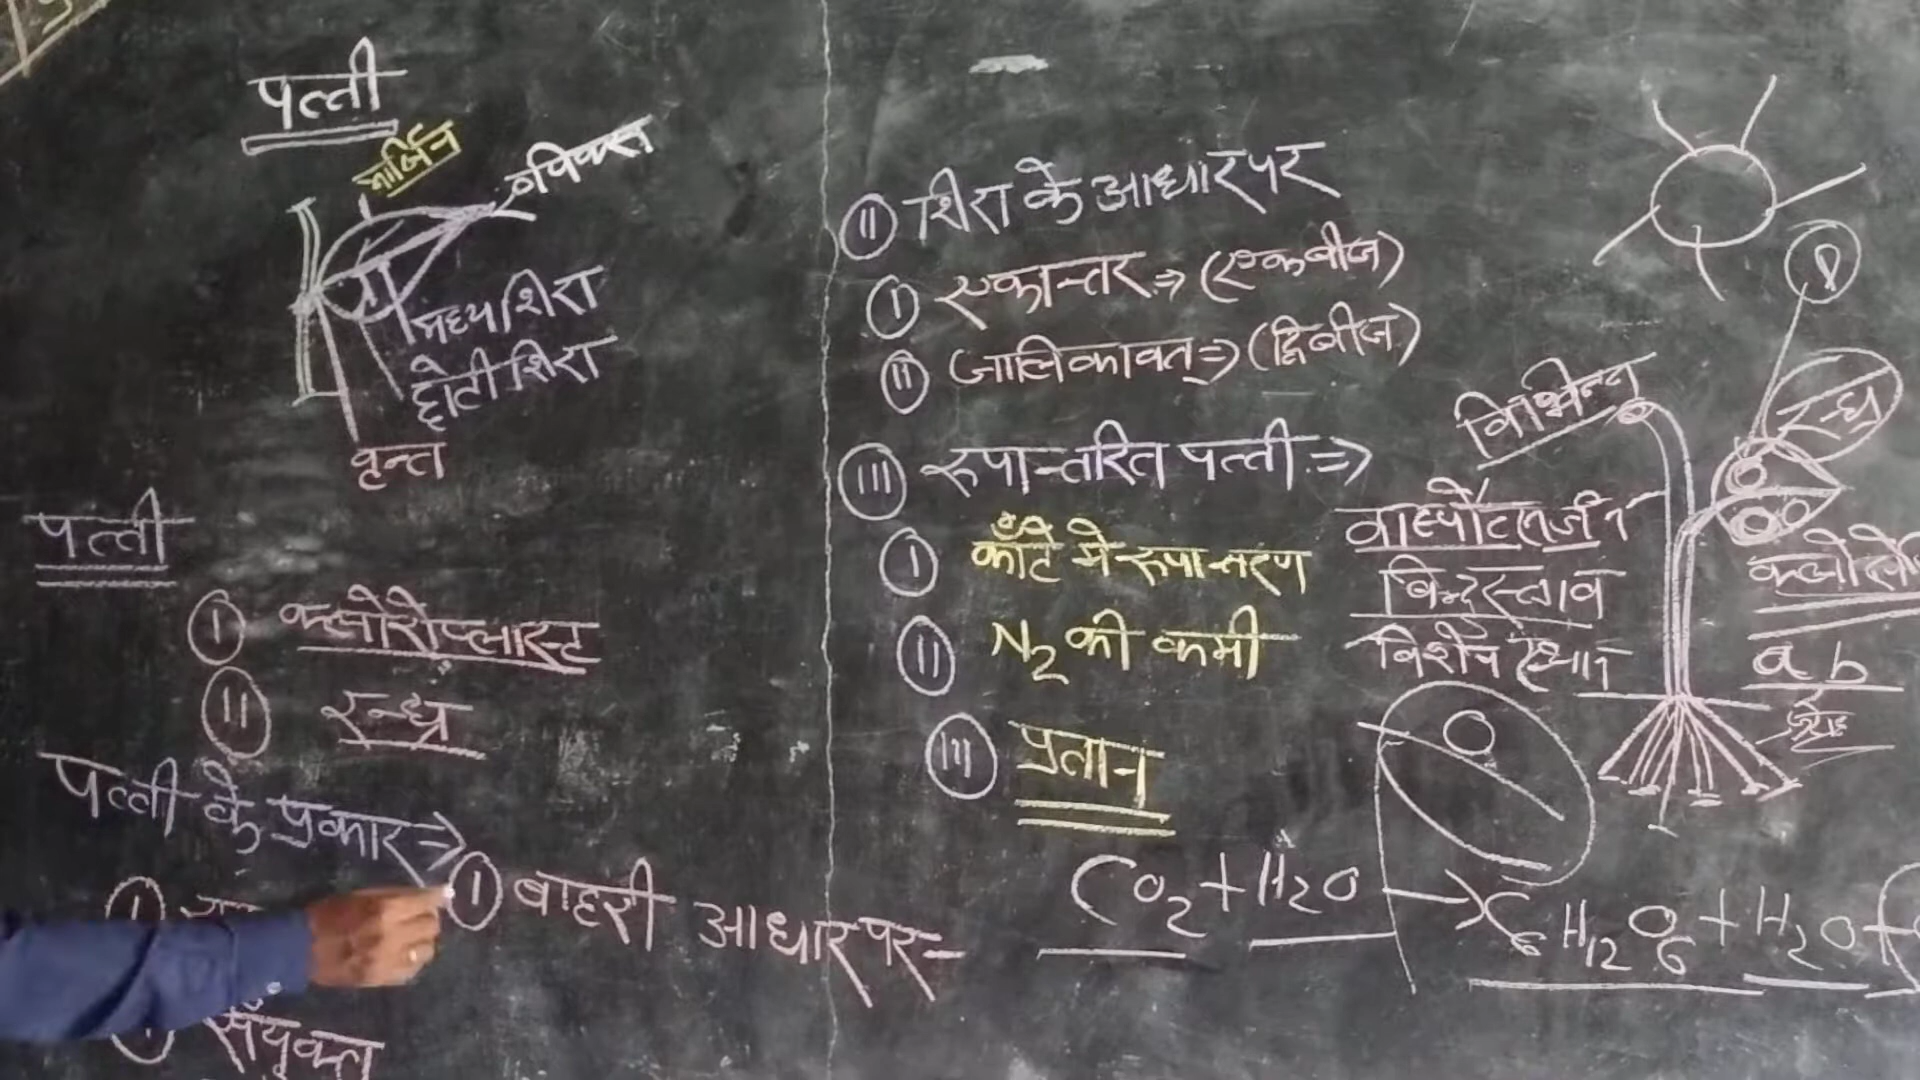 पत्ती
मार्जिन
एपिक्स
मध्यशिरा
छोटी शिरा
वृन्त
पत्ती
I क्लोरोप्लास्ट
II रन्ध्र
पत्ती के प्रकार ⇒
I
संयुक्त
I बाहरी आधार पर-
II शिरा के आधार पर
I एकान्तर ⇒ (एकबीज)
II जालिकावत् ⇒ (द्विबीज)
III रूपान्तरित पत्ती ⇒
I काँटे मे रूपान्तरण
II N2 की कमी
III प्रतान
CO2 + H2O → C6H12O6 + H2O +
रन्ध्र
वाष्पोत्सर्जन
बिन्दुस्त्राव
a b